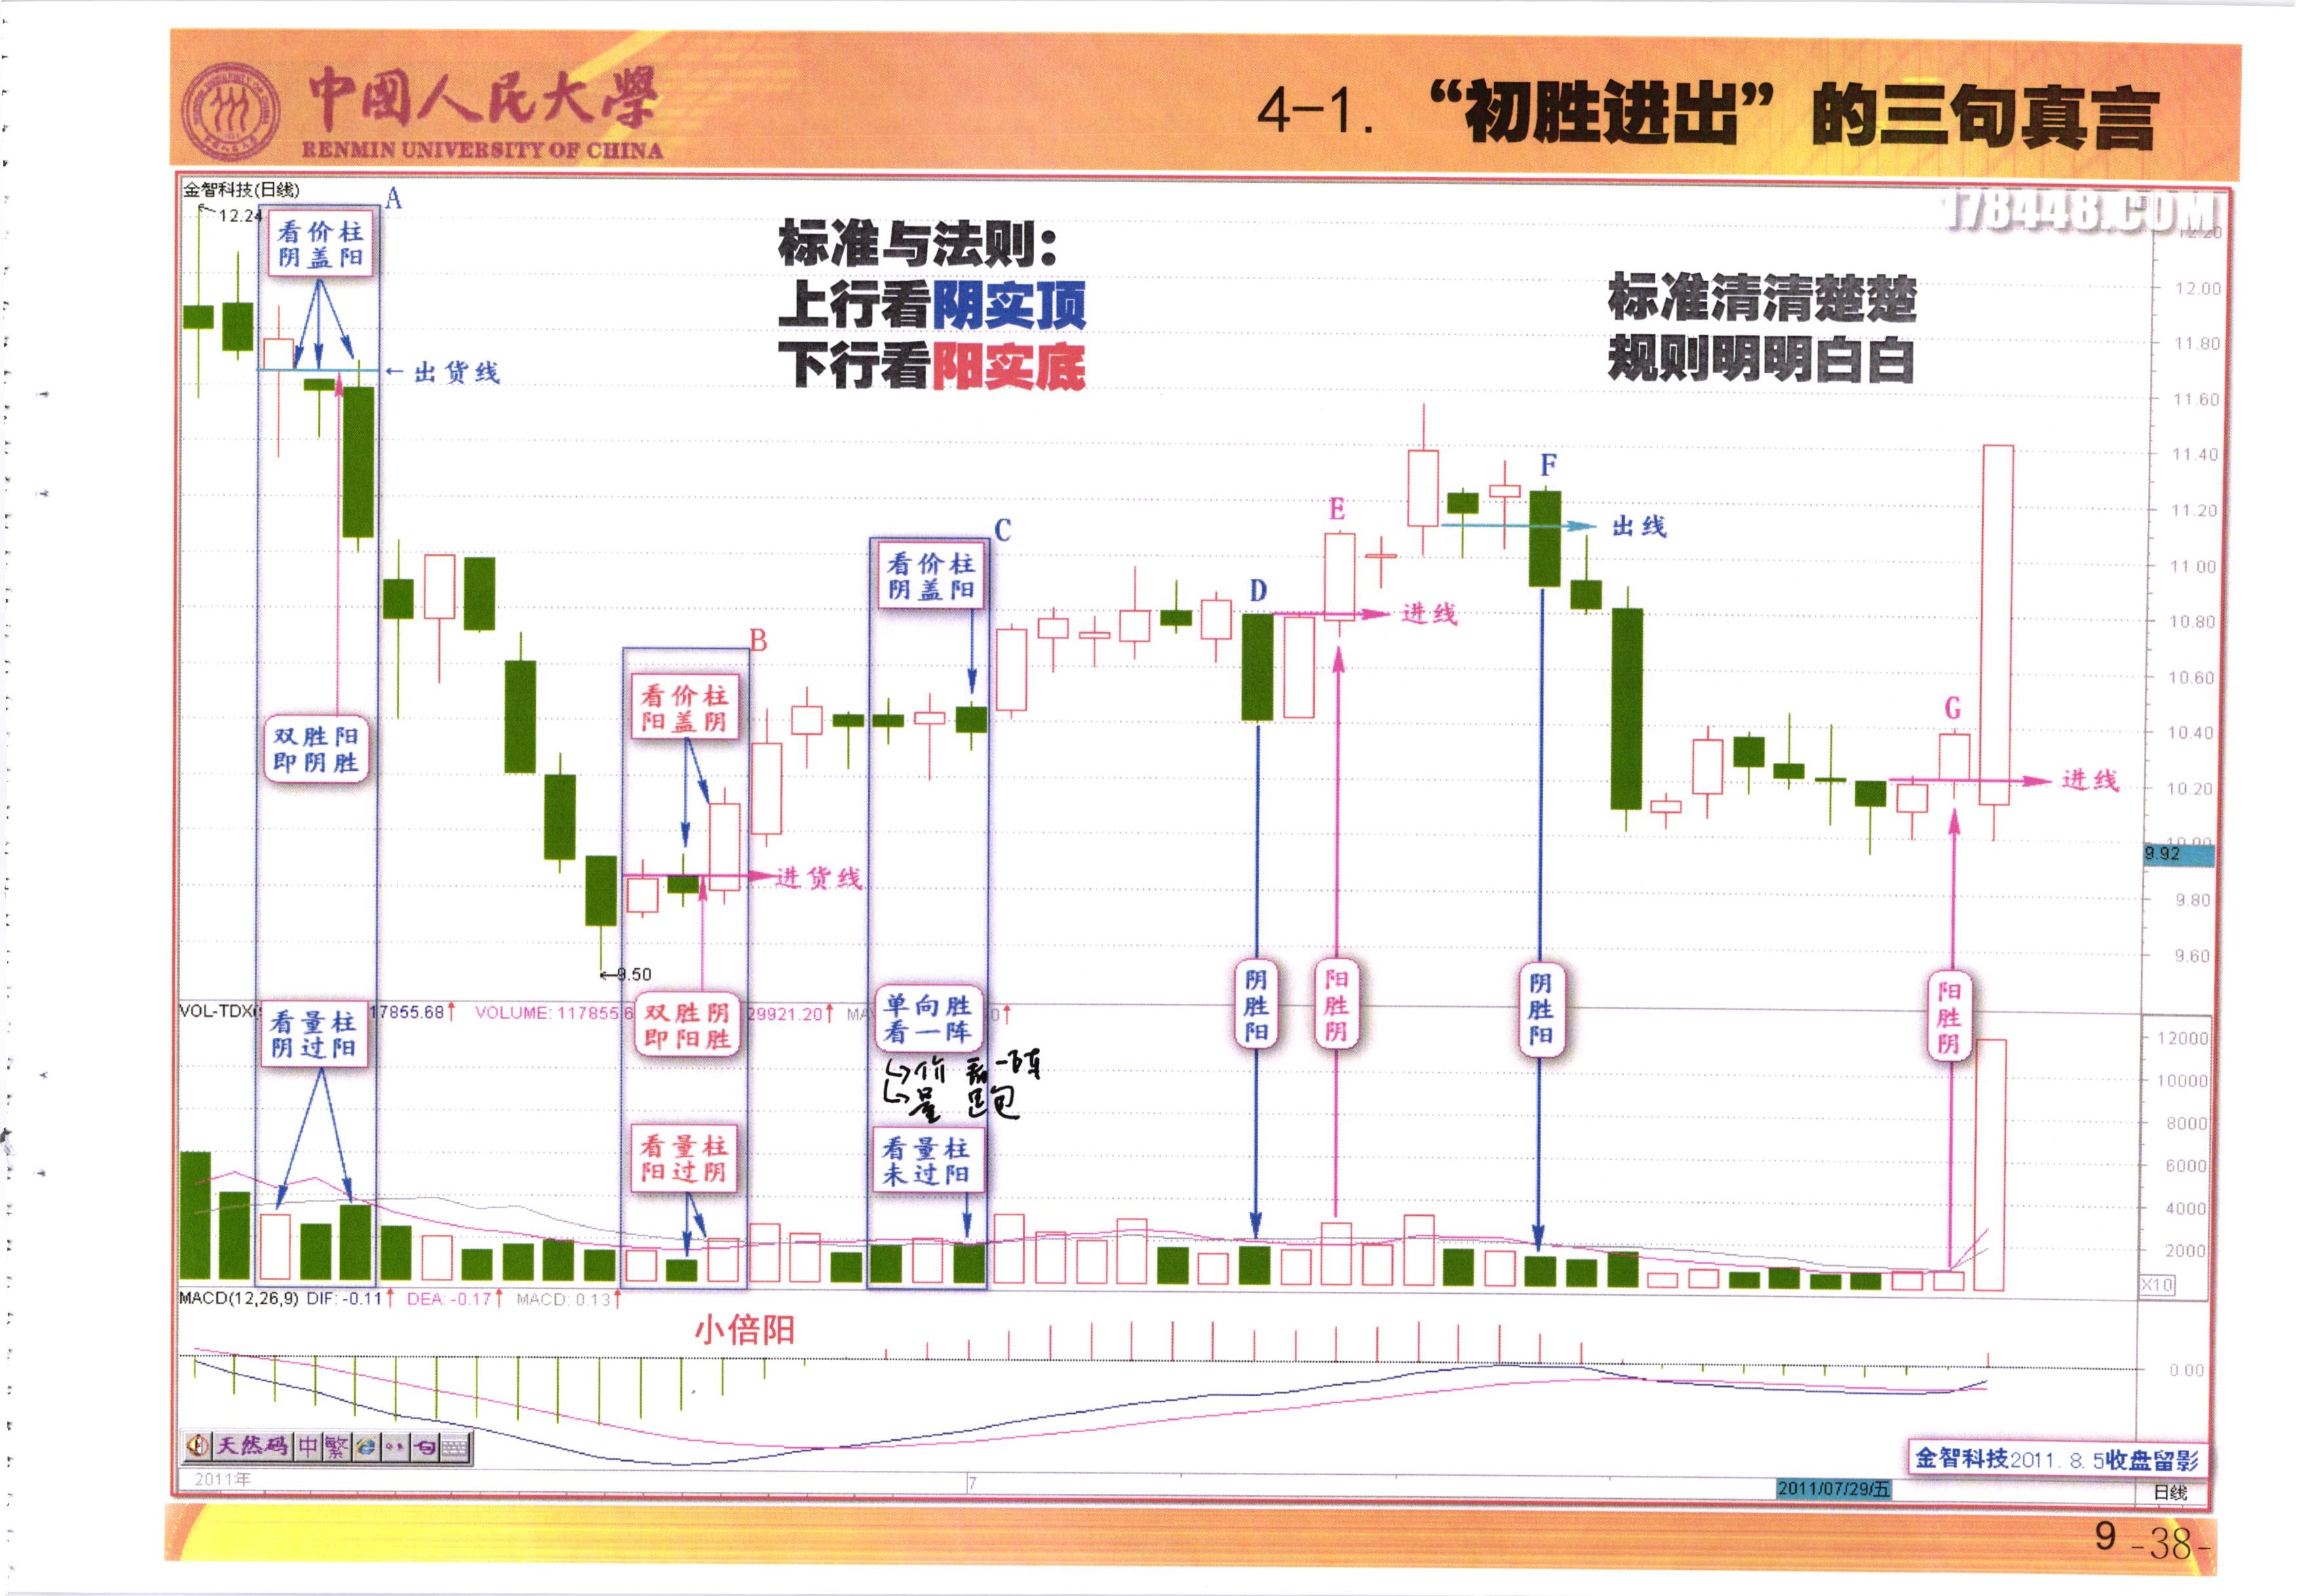 中國人民大學
RENMIN UNIVERSITY OF CHINA
4-1. “初胜进出”的三句真言
金智科技(日线)
178448.COM
12.24
A
看价柱
阴盖阳
←出货线
标准与法则：
上行看阴实顶
下行看阳实底
标准清清楚楚
规则明明白白
双胜阳
即阴胜
B
看价柱
阳盖阴
进货线
C
看价柱
阴盖阳
D
E
进线
F
出线
G
进线
12.20
12.00
11.80
11.60
11.40
11.20
11.00
10.80
10.60
10.40
10.20
10.00
9.92
9.80
9.60
←9.50
阴胜阳
阳胜阴
阴胜阳
阳胜阴
VOL-TDX(
17855.68↑
VOLUME: 117855.6
29921.20↑
MA
0↑
看量柱
阴过阳
双胜阴
即阳胜
单向胜
看一阵
价 看一阵
量
看量柱
阳过阴
看量柱
未过阳
12000
10000
8000
6000
4000
2000
X10
MACD(12,26,9) DIF: -0.11↑ DEA: -0.17↑ MACD: 0.13↑
小倍阳
0.00
天然码 中 繁
金智科技2011.8.5收盘留影
2011年
7
2011/07/29/五
日线
9 -38-